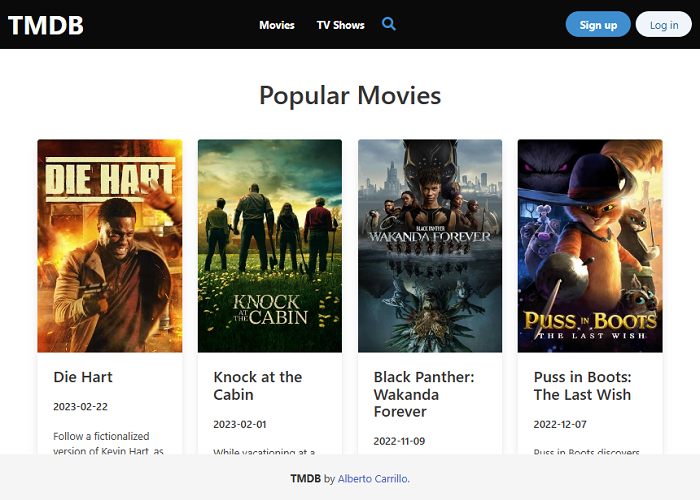 TMDB
Movies
TV Shows
Sign up
Log in
Popular Movies
DIE HART
KNOCK
AT THE CABIN
BLACK PANTHER
WAKANDA FOREVER
PUSS IN BOOTS
THE LAST WISH
Die Hart
2023-02-22
Follow a fictionalized
version of Kevin Hart, as
Knock at the
Cabin
2023-02-01
While vacationing at a
Black Panther:
Wakanda
Forever
2022-11-09
Puss in Boots:
The Last Wish
2022-12-07
Puss in Boots discovers
TMDB by Alberto Carrillo.